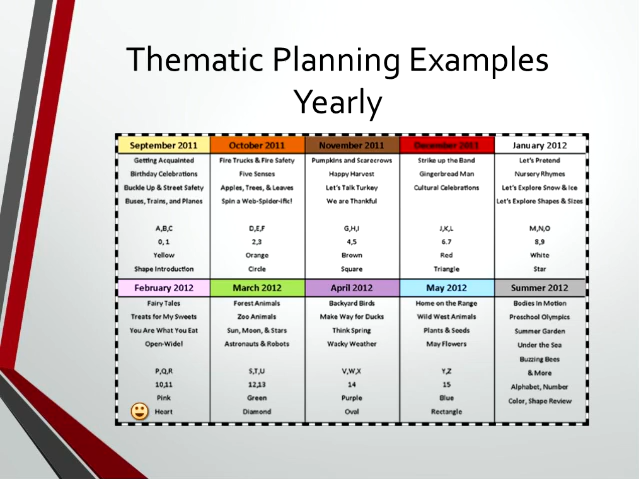 Thematic Planning Examples
Yearly
September 2011
Getting Acquainted
Birthday Celebrations
Buckle Up & Street Safety
Buses, Trains, and Planes
A,B,C
0, 1
Yellow
Shape Introduction
October 2011
Fire Trucks & Fire Safety
Five Senses
Apples, Trees, & Leaves
Spin a Web-Spider-ific!
D,E,F
2,3
Orange
Circle
November 2011
Pumpkins and Scarecrows
Happy Harvest
Let's Talk Turkey
We are Thankful
G,H,I
4,5
Brown
Square
December 2011
Strike up the Band
Gingerbread Man
Cultural Celebrations
J,K,L
6.7
Red
Triangle
January 2012
Let's Pretend
Nursery Rhymes
Let's Explore Snow & Ice
Let's Explore Shapes & Sizes
M,N,O
8,9
White
Star
February 2012
Fairy Tales
Treats for My Sweets
You Are What You Eat
Open-Wide!
P,Q,R
10,11
Pink
Heart
March 2012
Forest Animals
Zoo Animals
Sun, Moon, & Stars
Astronauts & Robots
S,T,U
12,13
Green
Diamond
April 2012
Backyard Birds
Make Way for Ducks
Think Spring
Wacky Weather
V,W,X
14
Purple
Oval
May 2012
Home on the Range
Wild West Animals
Plants & Seeds
May Flowers
Y,Z
15
Blue
Rectangle
Summer 2012
Bodies in Motion
Preschool Olympics
Summer Garden
Under the Sea
Buzzing Bees
& More
Alphabet, Number
Color, Shape Review